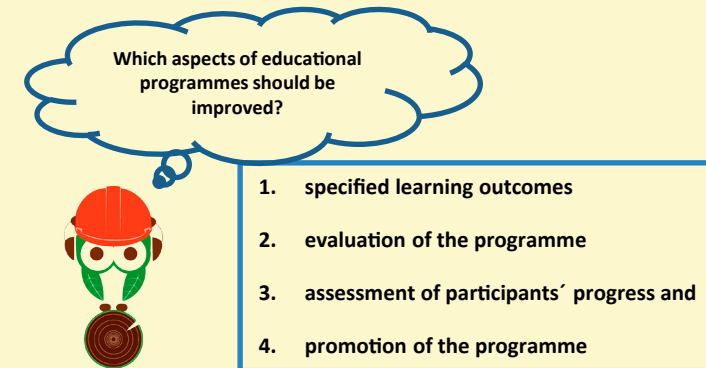 Which aspects of educational
programmes should be
improved?
1. specified learning outcomes
2. evaluation of the programme
3. assessment of participants´ progress and
4. promotion of the programme